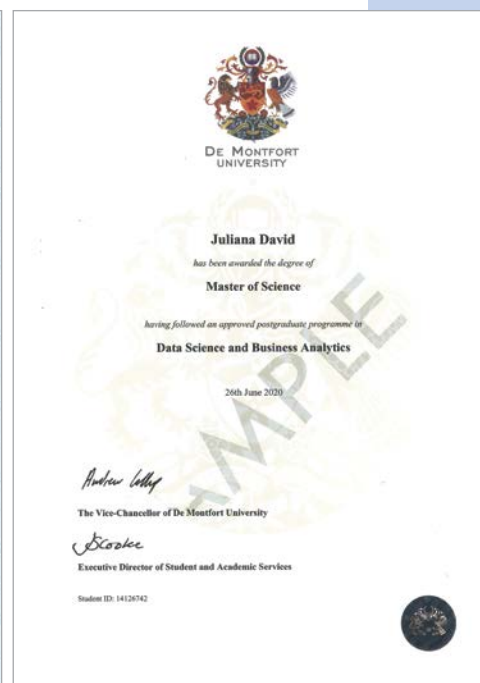 DE MONTFORT
UNIVERSITY
Juliana David
has been awarded the degree of
Master of Science
having followed an approved postgraduate programme in
Data Science and Business Analytics
26th June 2020
AMPLE
The Vice-Chancellor of De Montfort University
Executive Director of Student and Academic Services
Student ID: 14126742